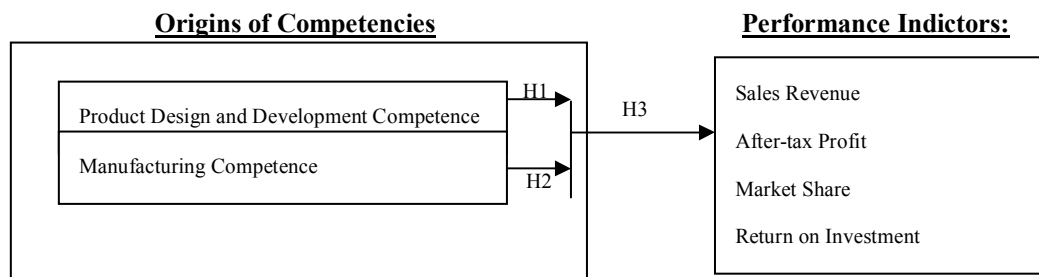 Origins of Competencies
Performance Indictors:
H1
Product Design and Development Competence
Manufacturing Competence
H2
H3
Sales Revenue
After-tax Profit
Market Share
Return on Investment